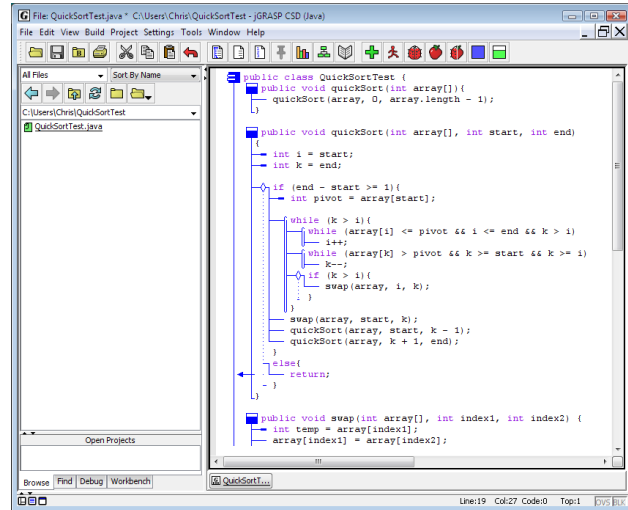 File: QuickSortTest.java * C:\Users\Chris\QuickSortTest - jGRASP CSD (Java)
File Edit View Build Project Settings Tools Window Help
All Files
Sort By Name
C:\Users\Chris\QuickSortTest
QuickSortTest.java
Open Projects
Browse Find Debug Workbench
public class QuickSortTest {
public void quickSort(int array[]){
quickSort(array, 0, array.length - 1);
}
public void quickSort(int array[], int start, int end)
{
int i = start;
int k = end;
if (end - start >= 1){
int pivot = array[start];
while (k > i){
while (array[i] <= pivot && i <= end && k > i)
i++;
while (array[k] > pivot && k >= start && k >= i)
k--;
if (k > i){
swap(array, i, k);
}
}
swap(array, start, k);
quickSort(array, start, k - 1);
quickSort(array, k + 1, end);
}
else{
return;
}
}
public void swap(int array[], int index1, int index2) {
int temp = array[index1];
array[index1] = array[index2];
QuickSortT...
Line:19 Col:27 Code:0 Top:1 OVS BLK